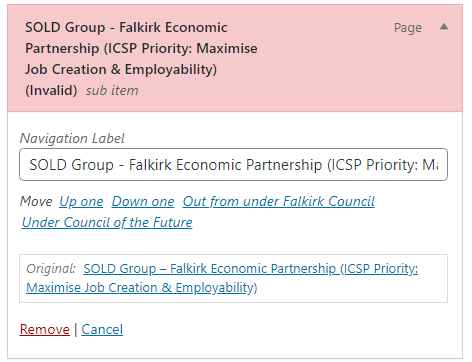 SOLD Group - Falkirk Economic
Partnership (ICSP Priority: Maximise
Job Creation & Employability)
(Invalid) sub item
Page
Navigation Label
SOLD Group - Falkirk Economic Partnership (ICSP Priority: Ma
Move Up one Down one Out from under Falkirk Council
Under Council of the Future
Original: SOLD Group – Falkirk Economic Partnership (ICSP Priority:
Maximise Job Creation & Employability)
Remove | Cancel